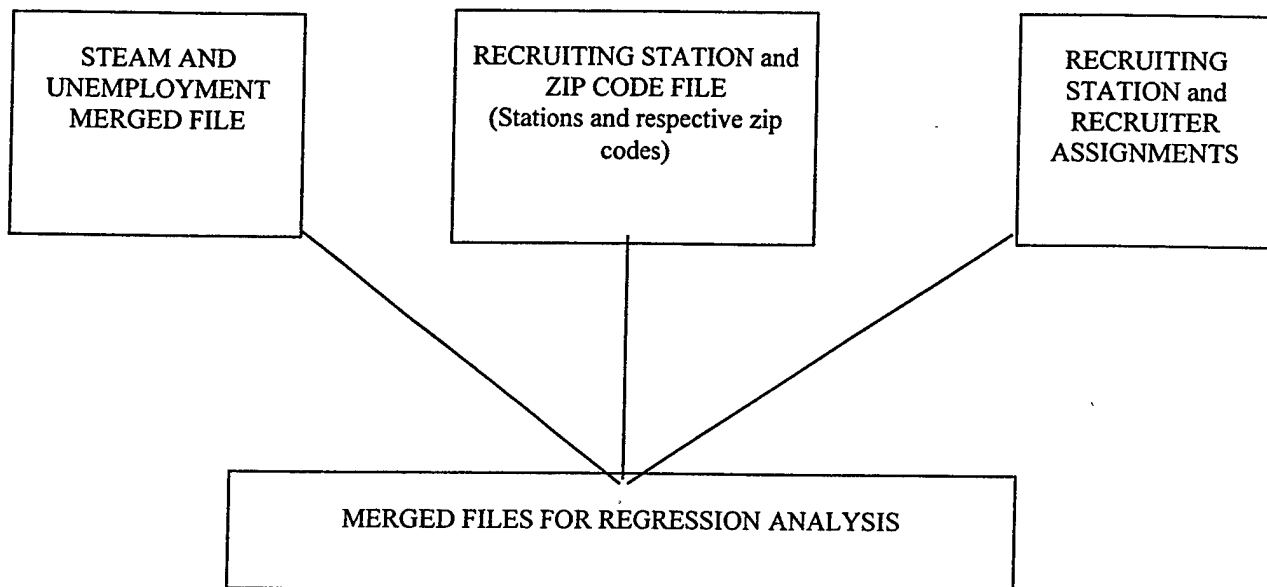 STEAM AND
UNEMPLOYMENT
MERGED FILE
RECRUITING STATION and
ZIP CODE FILE
(Stations and respective zip
codes)
RECRUITING
STATION and
RECRUITER
ASSIGNMENTS
MERGED FILES FOR REGRESSION ANALYSIS